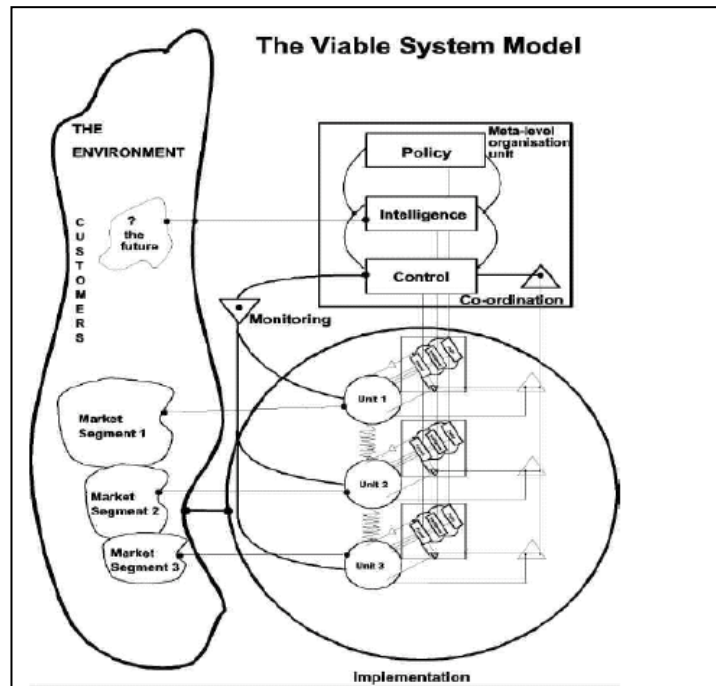 The Viable System Model
THE
ENVIRONMENT
CUSTOMERS
?
the
future
Policy
Meta-level
organisation
unit
Intelligence
Control
Co-ordination
Monitoring
Market
Segment 1
Market
Segment 2
Market
Segment 3
Unit 1
Unit 2
Unit 3
Implementation